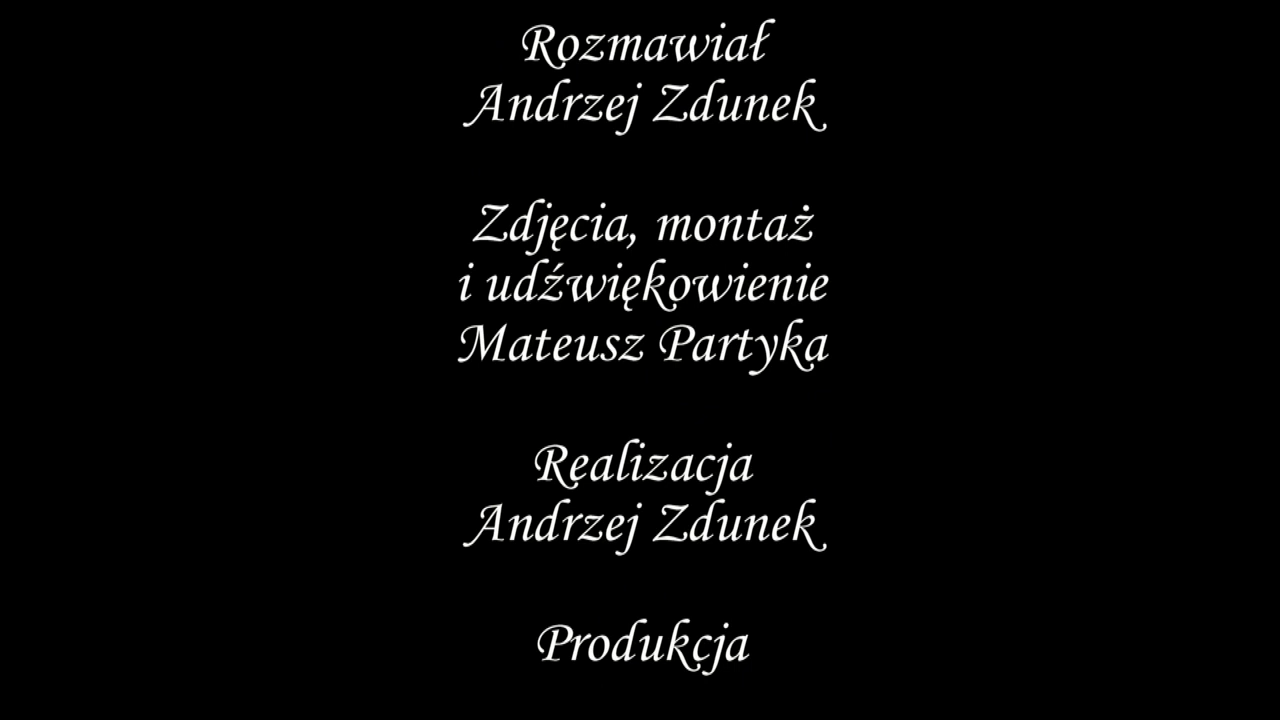 Rozmawiał
Andrzej Zdunek
Zdjęcia, montaż
i udźwiękowienie
Mateusz Partyka
Realizacja
Andrzej Zdunek
Produkcja